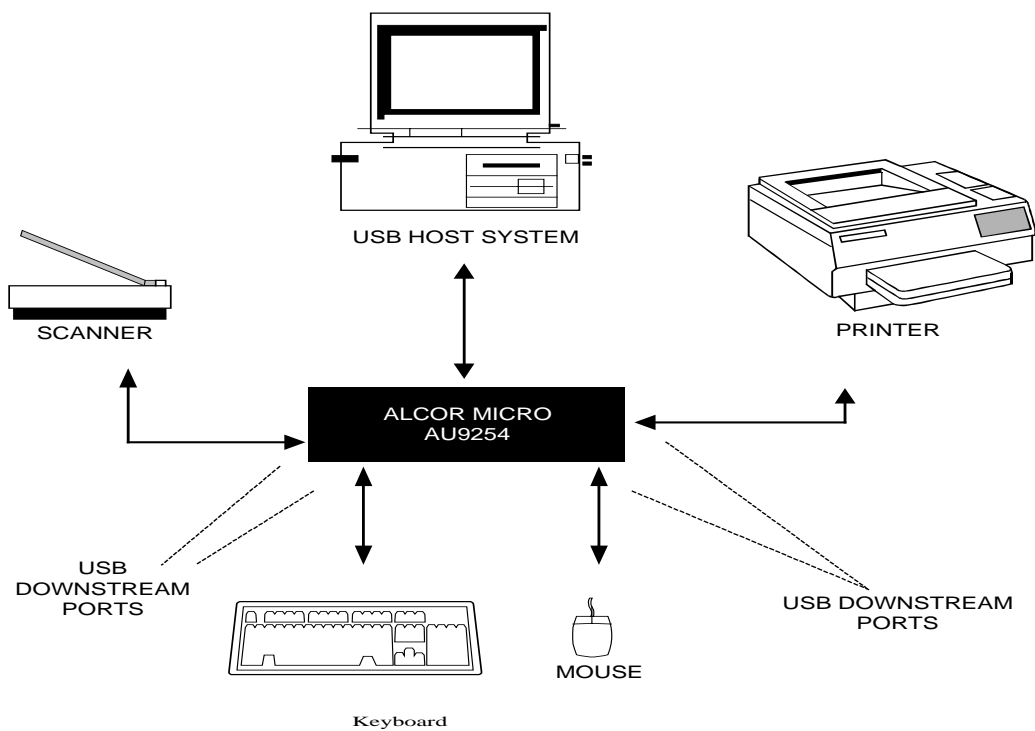 USB HOST SYSTEM
SCANNER
PRINTER
ALCOR MICRO
AU9254
USB
DOWNSTREAM
PORTS
USB DOWNSTREAM
PORTS
MOUSE
Keyboard